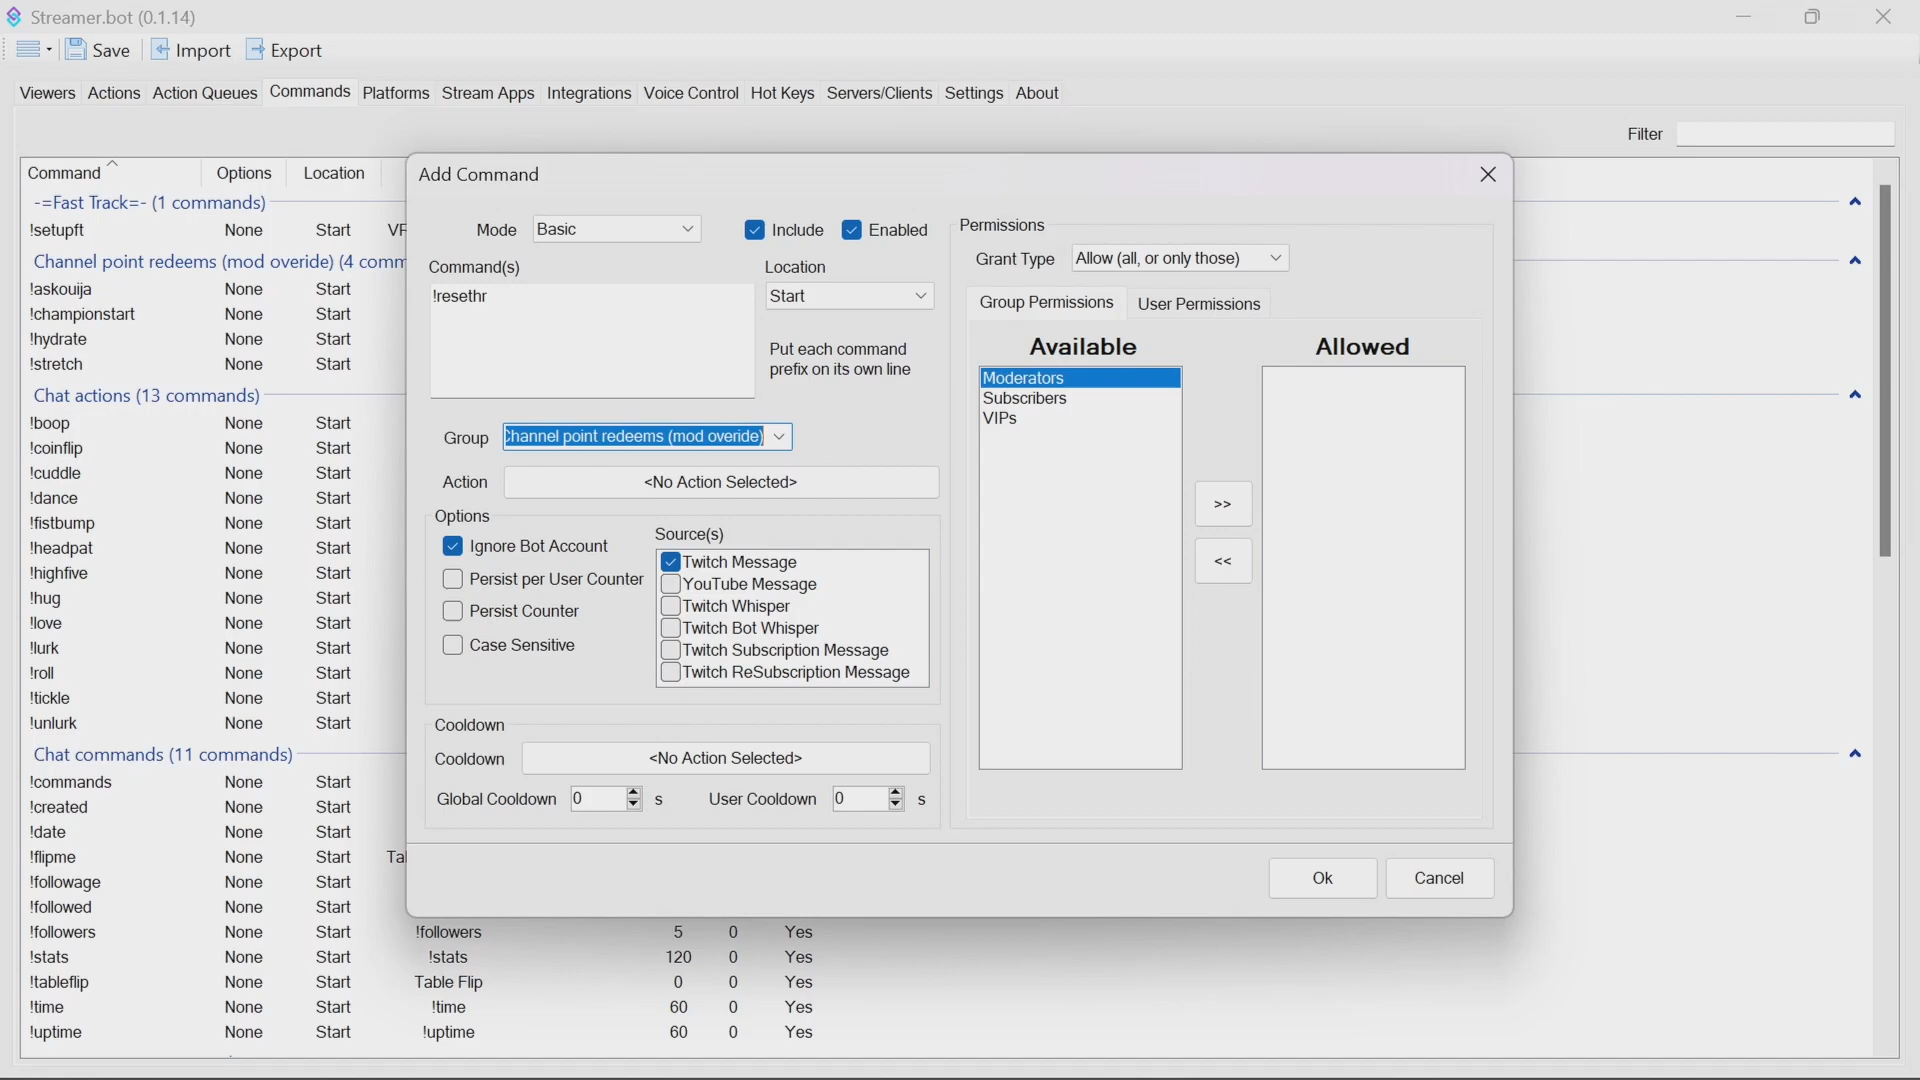 Streamer.bot (0.1.14)
Save Import Export
Viewers Actions Action Queues Commands Platforms Stream Apps Integrations Voice Control Hot Keys Servers/Clients Settings About
Filter
Command Options Location
-=Fast Track=- (1 commands)
!setupft None Start
Channel point redeems (mod overide) (4 comm
!askouija None Start
!championstart None Start
!hydrate None Start
!stretch None Start
Chat actions (13 commands)
!boop None Start
!coinflip None Start
!cuddle None Start
!dance None Start
!fistbump None Start
!headpat None Start
!highfive None Start
!hug None Start
!love None Start
!lurk None Start
!roll None Start
!tickle None Start
!unlurk None Start
Chat commands (11 commands)
!commands None Start
!created None Start
!date None Start
!flipme None Start Tal
!followage None Start
!followed None Start
!followers None Start !followers 5 0 Yes
!stats None Start !stats 120 0 Yes
!tableflip None Start Table Flip 0 0 Yes
!time None Start !time 60 0 Yes
!uptime None Start !uptime 60 0 Yes
Add Command
Mode Basic Include Enabled
Command(s) Location
!resethr Start
Put each command
prefix on its own line
Group Channel point redeems (mod overide)
Action <No Action Selected>
Options
Ignore Bot Account
Persist per User Counter
Persist Counter
Case Sensitive
Source(s)
Twitch Message
YouTube Message
Twitch Whisper
Twitch Bot Whisper
Twitch Subscription Message
Twitch ReSubscription Message
Cooldown
Cooldown <No Action Selected>
Global Cooldown 0 s User Cooldown 0 s
Permissions
Grant Type Allow (all, or only those)
Group Permissions User Permissions
Available Allowed
Moderators
Subscribers
VIPs
>>
<<
Ok Cancel